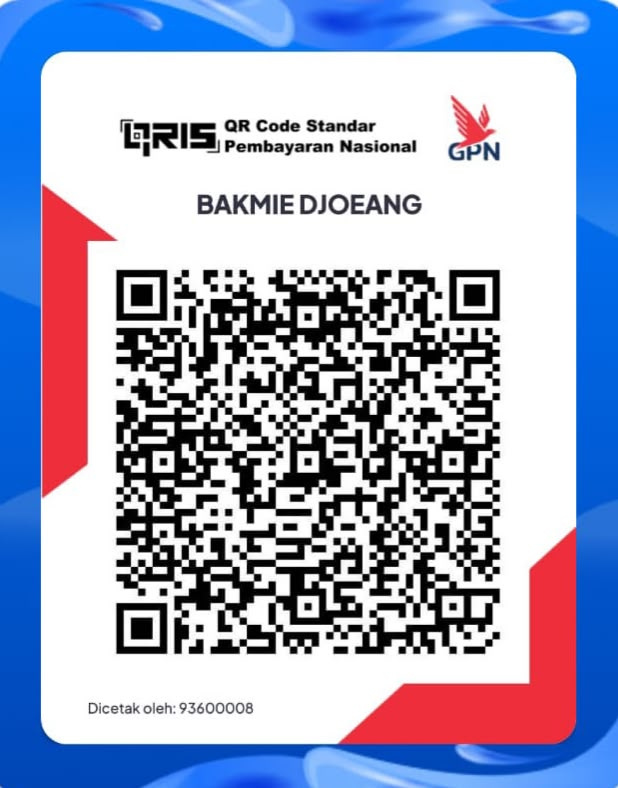 QRIS QR Code Standar
Pembayaran Nasional
GPN
BAKMIE DJOEANG
Dicetak oleh: 93600008